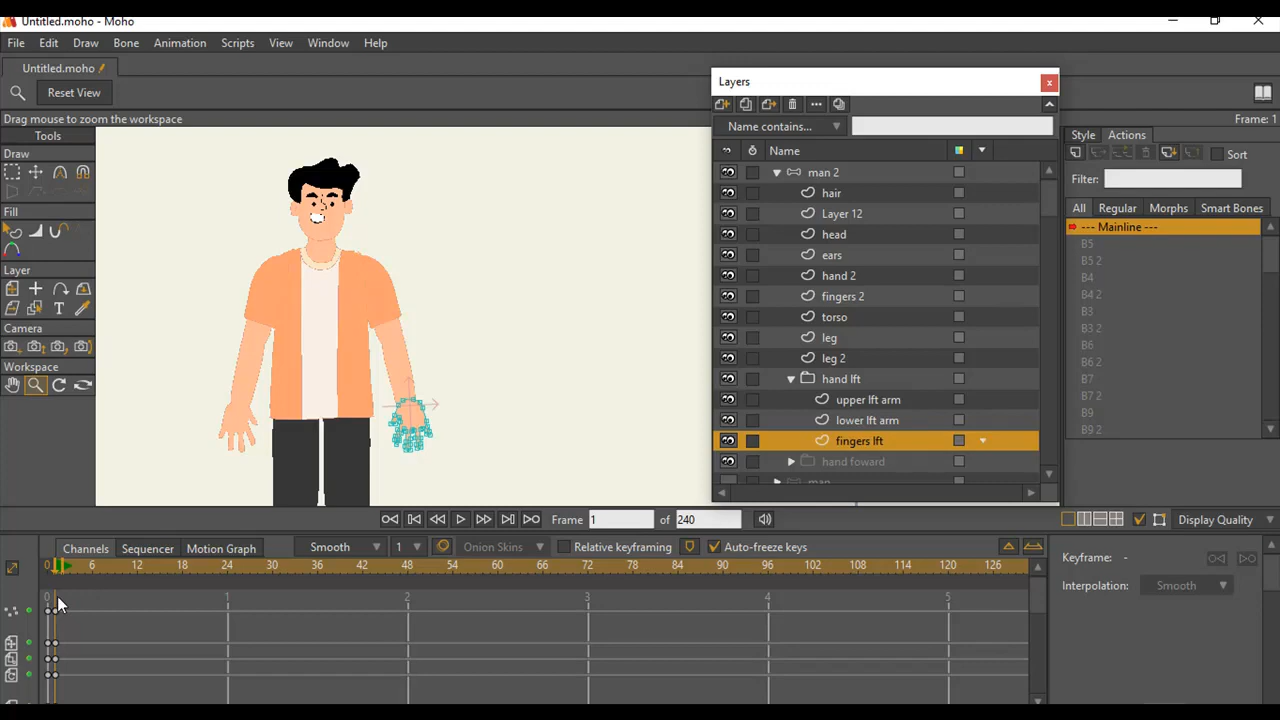 Untitled.moho - Moho
File Edit Draw Bone Animation Scripts View Window Help
Untitled.moho
Reset View
Drag mouse to zoom the workspace
Frame: 1
Tools
Draw
Fill
Layer
T
Camera
Workspace
Layers
Name contains...
Name
man 2
hair
Layer 12
head
ears
hand 2
fingers 2
torso
leg
leg 2
hand lft
upper lft arm
lower lft arm
fingers lft
hand foward
man
Style Actions
Sort
Filter:
All Regular Morphs Smart Bones
--- Mainline ---
B5
B5 2
B4
B4 2
B3
B3 2
B6
B6 2
B7
B7 2
B9
B9 2
Frame 1 of 240
Display Quality
Channels Sequencer Motion Graph Smooth 1 Onion Skins Relative keyframing Auto-freeze keys
0 6 12 18 24 30 36 42 48 54 60 66 72 78 84 90 96 102 108 114 120 126
0 1 2 3 4 5
Keyframe: -
Interpolation: Smooth